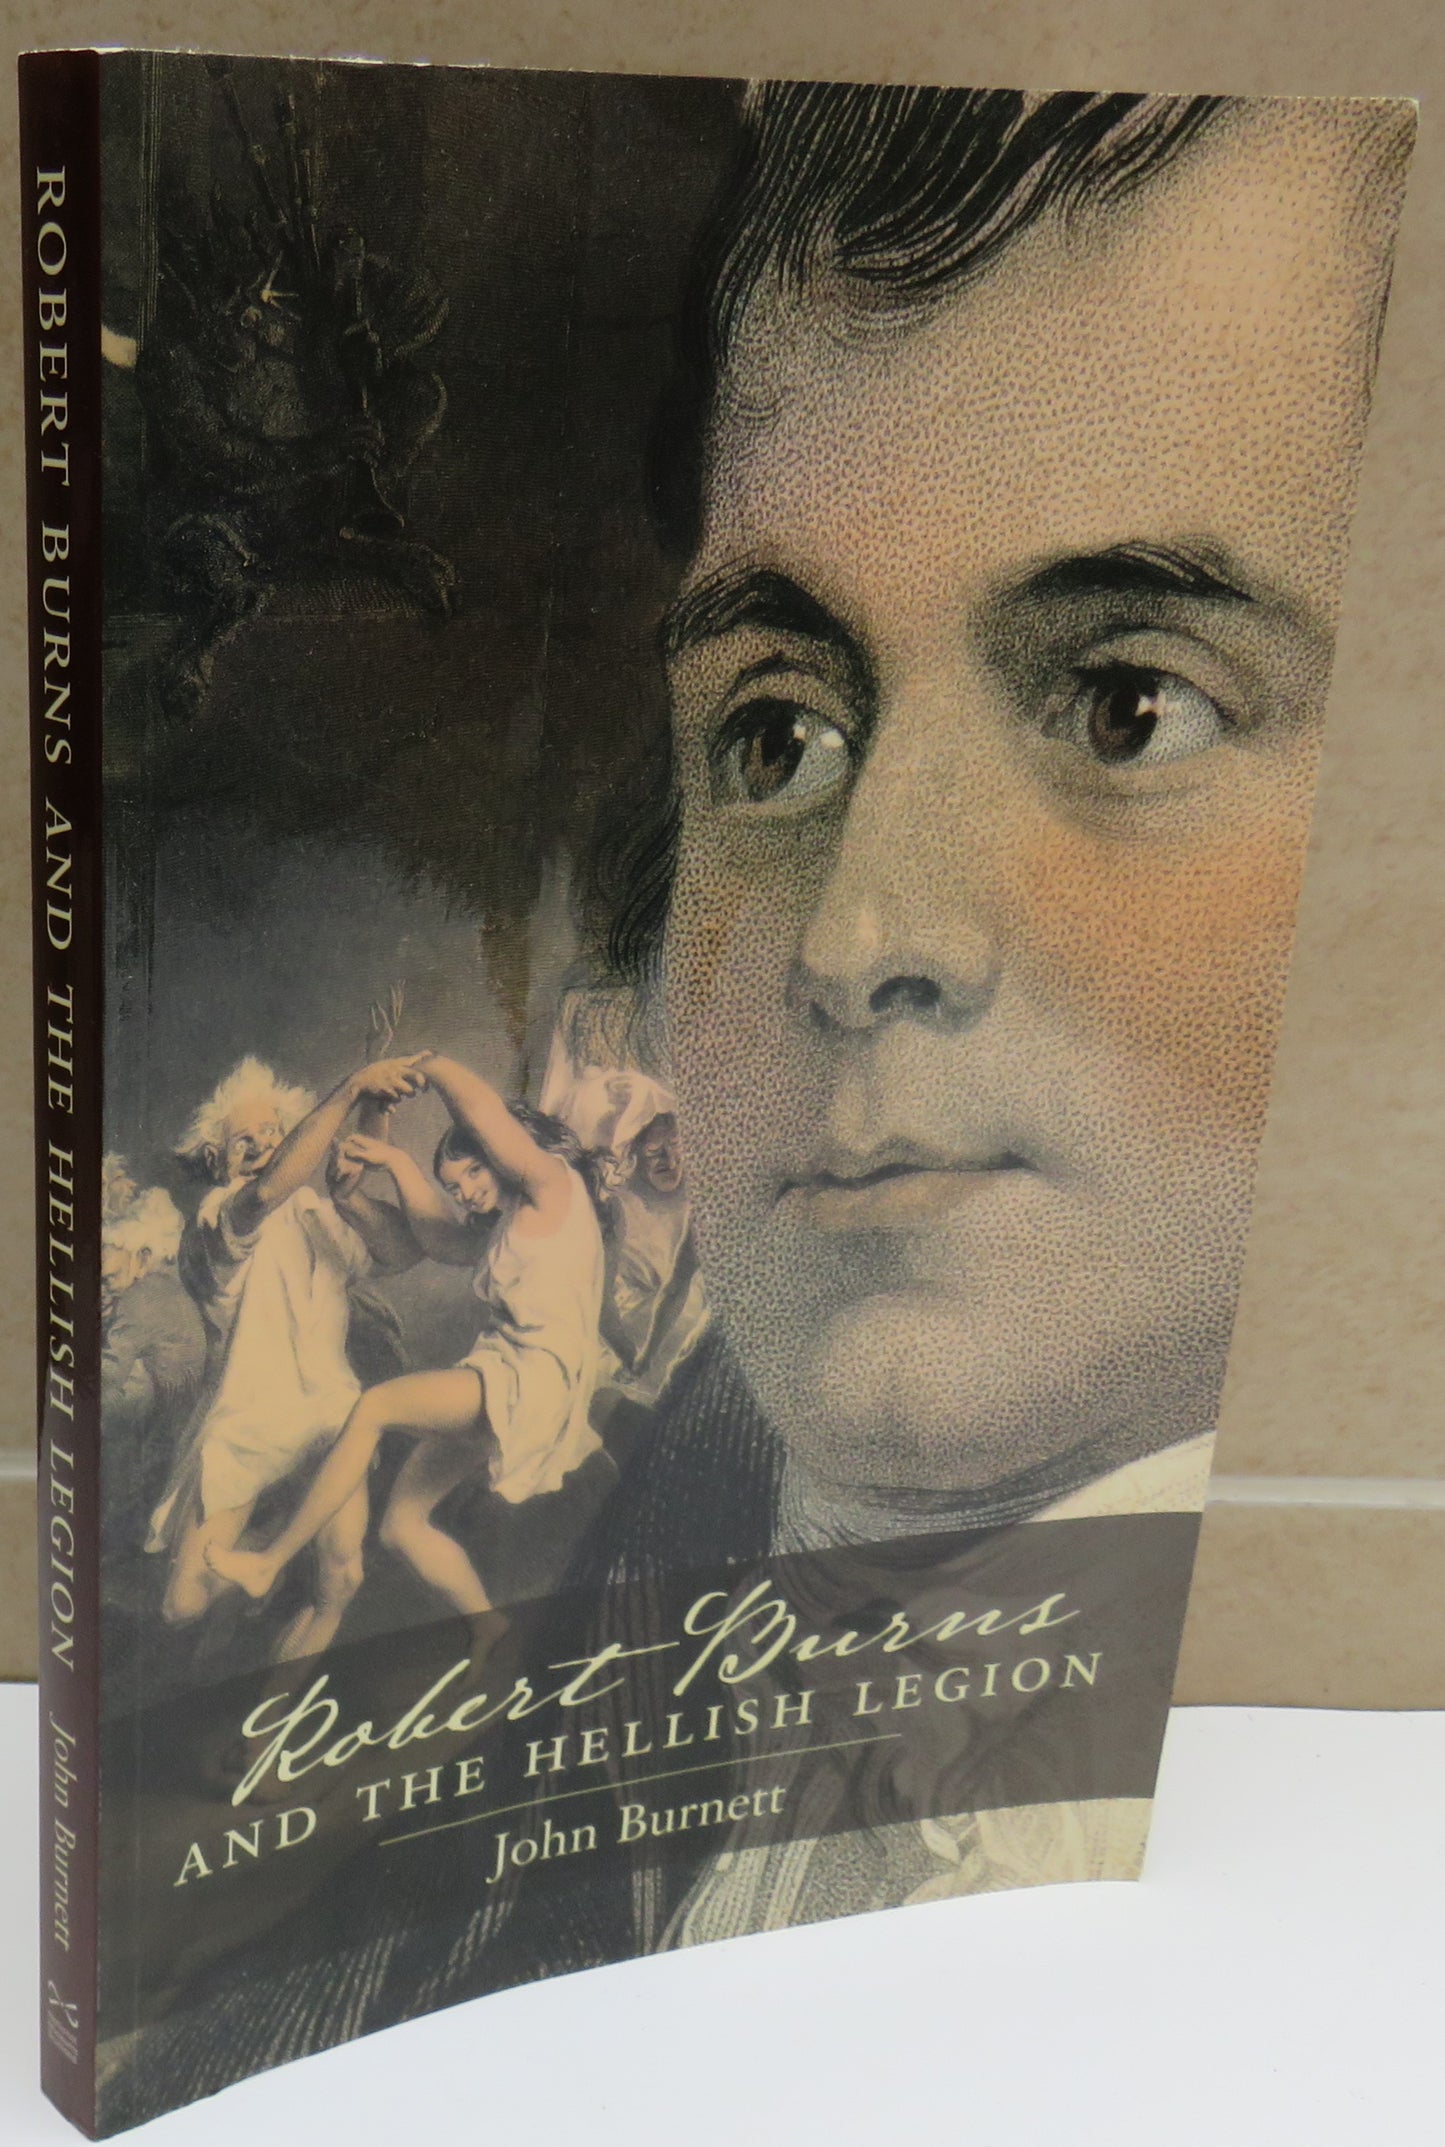 ROBERT BURNS AND THE HELLISH LEGION John Burnett
Robert Burns
AND THE HELLISH LEGION
John Burnett